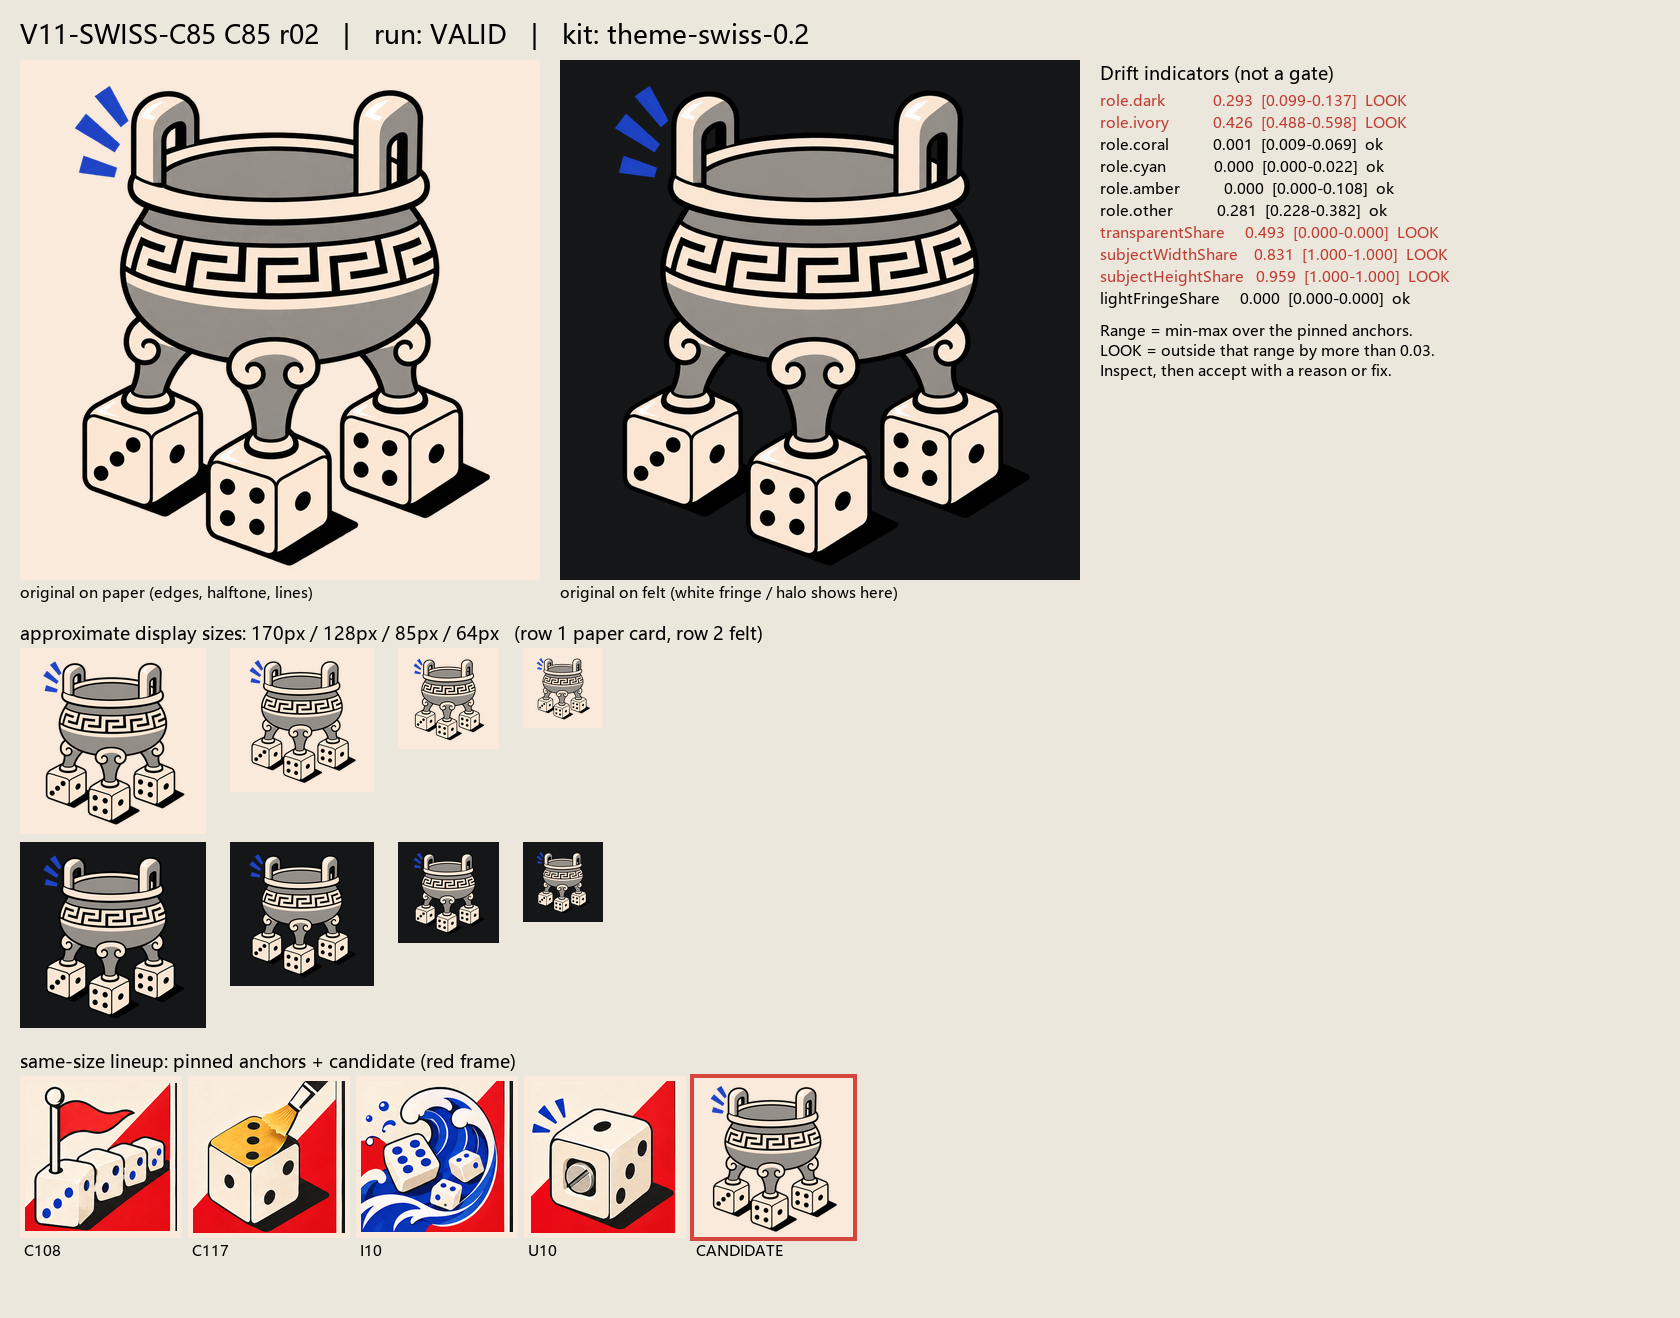 V11-SWISS-C85 C85 r02 | run: VALID | kit: theme-swiss-0.2
Drift indicators (not a gate)
role.dark 0.293 [0.099-0.137] LOOK
role.ivory 0.426 [0.488-0.598] LOOK
role.coral 0.001 [0.009-0.069] ok
role.cyan 0.000 [0.000-0.022] ok
role.amber 0.000 [0.000-0.108] ok
role.other 0.281 [0.228-0.382] ok
transparentShare 0.493 [0.000-0.000] LOOK
subjectWidthShare 0.831 [1.000-1.000] LOOK
subjectHeightShare 0.959 [1.000-1.000] LOOK
lightFringeShare 0.000 [0.000-0.000] ok
Range = min-max over the pinned anchors.
LOOK = outside that range by more than 0.03.
Inspect, then accept with a reason or fix.
original on paper (edges, halftone, lines)
original on felt (white fringe / halo shows here)
approximate display sizes: 170px / 128px / 85px / 64px (row 1 paper card, row 2 felt)
same-size lineup: pinned anchors + candidate (red frame)
C108
C117
I10
U10
CANDIDATE